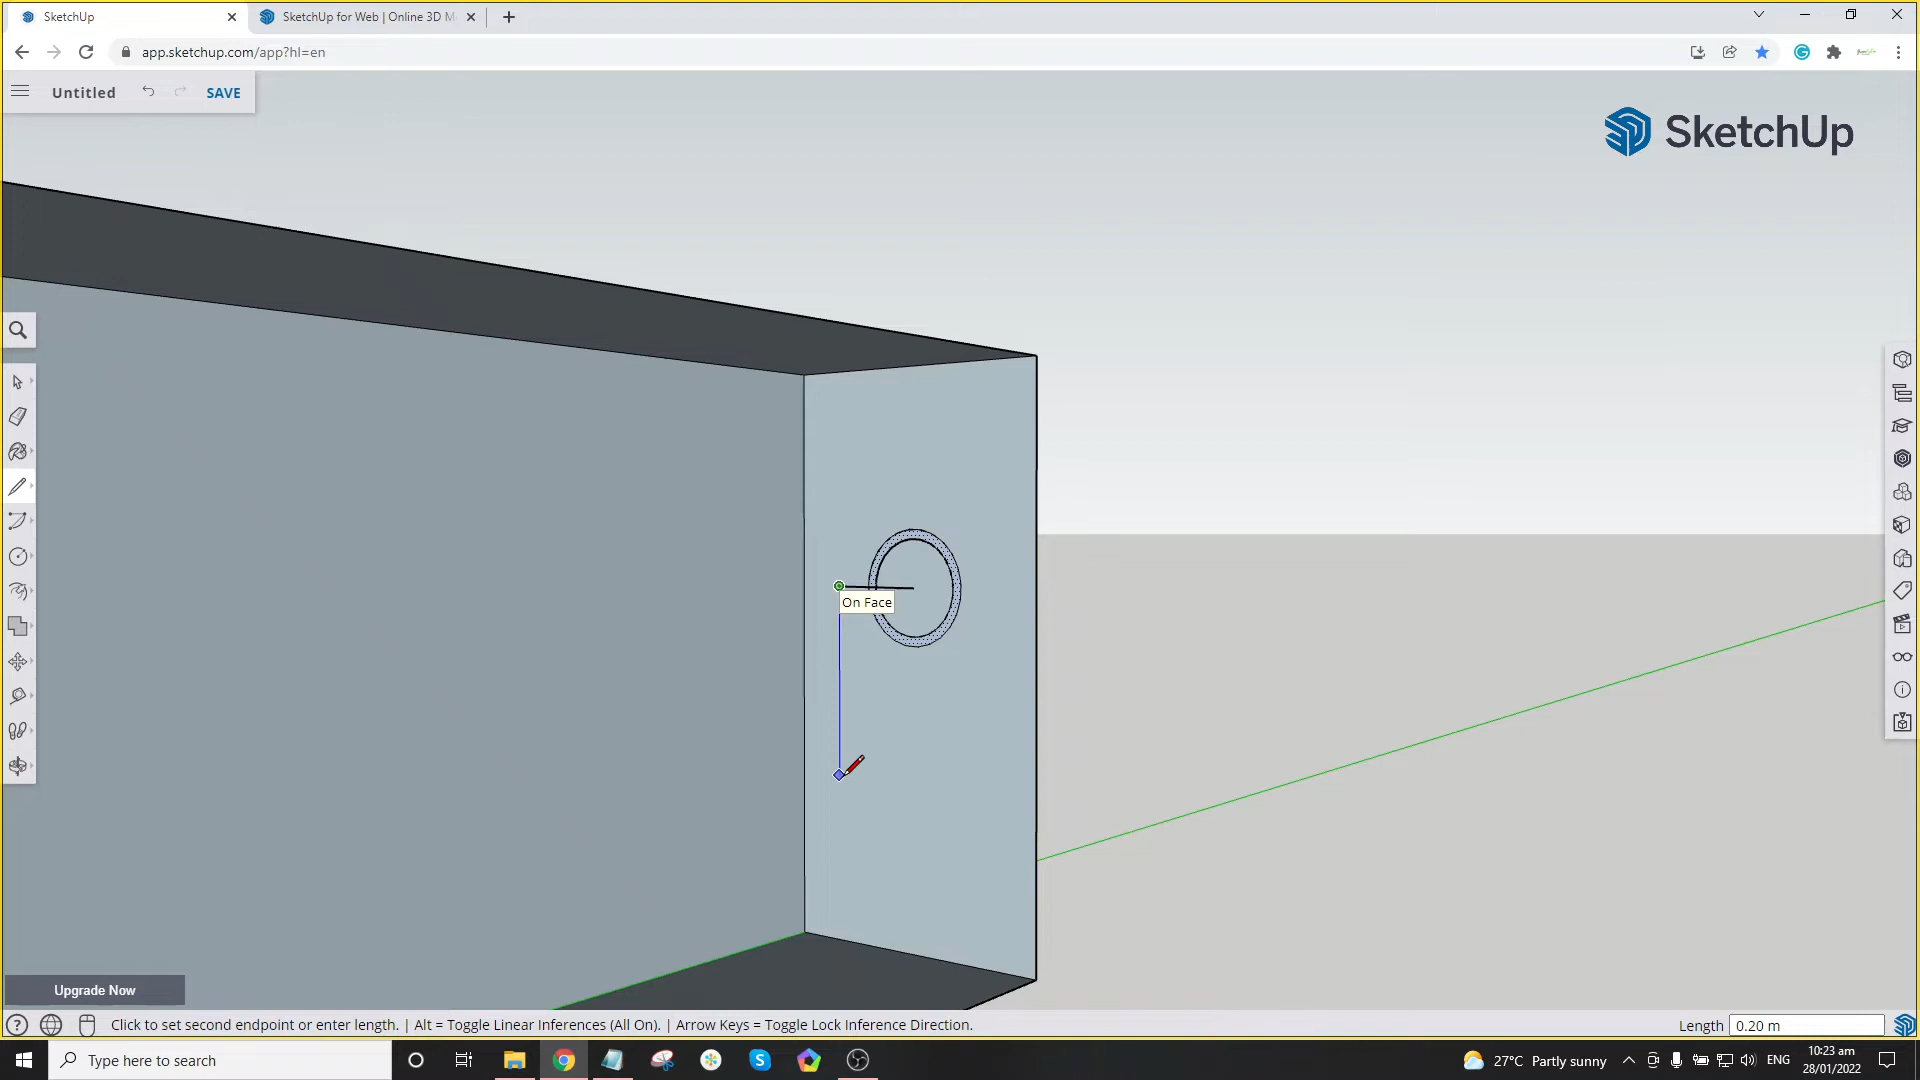 SketchUp
SketchUp for Web | Online 3D M
app.sketchup.com/app?hl=en
Untitled
SAVE
SketchUp
On Face
Upgrade Now
Click to set second endpoint or enter length. | Alt = Toggle Linear Inferences (All On). | Arrow Keys = Toggle Lock Inference Direction.
Length 0.20 m
Type here to search
27°C Partly sunny
ENG
10:23 am
28/01/2022